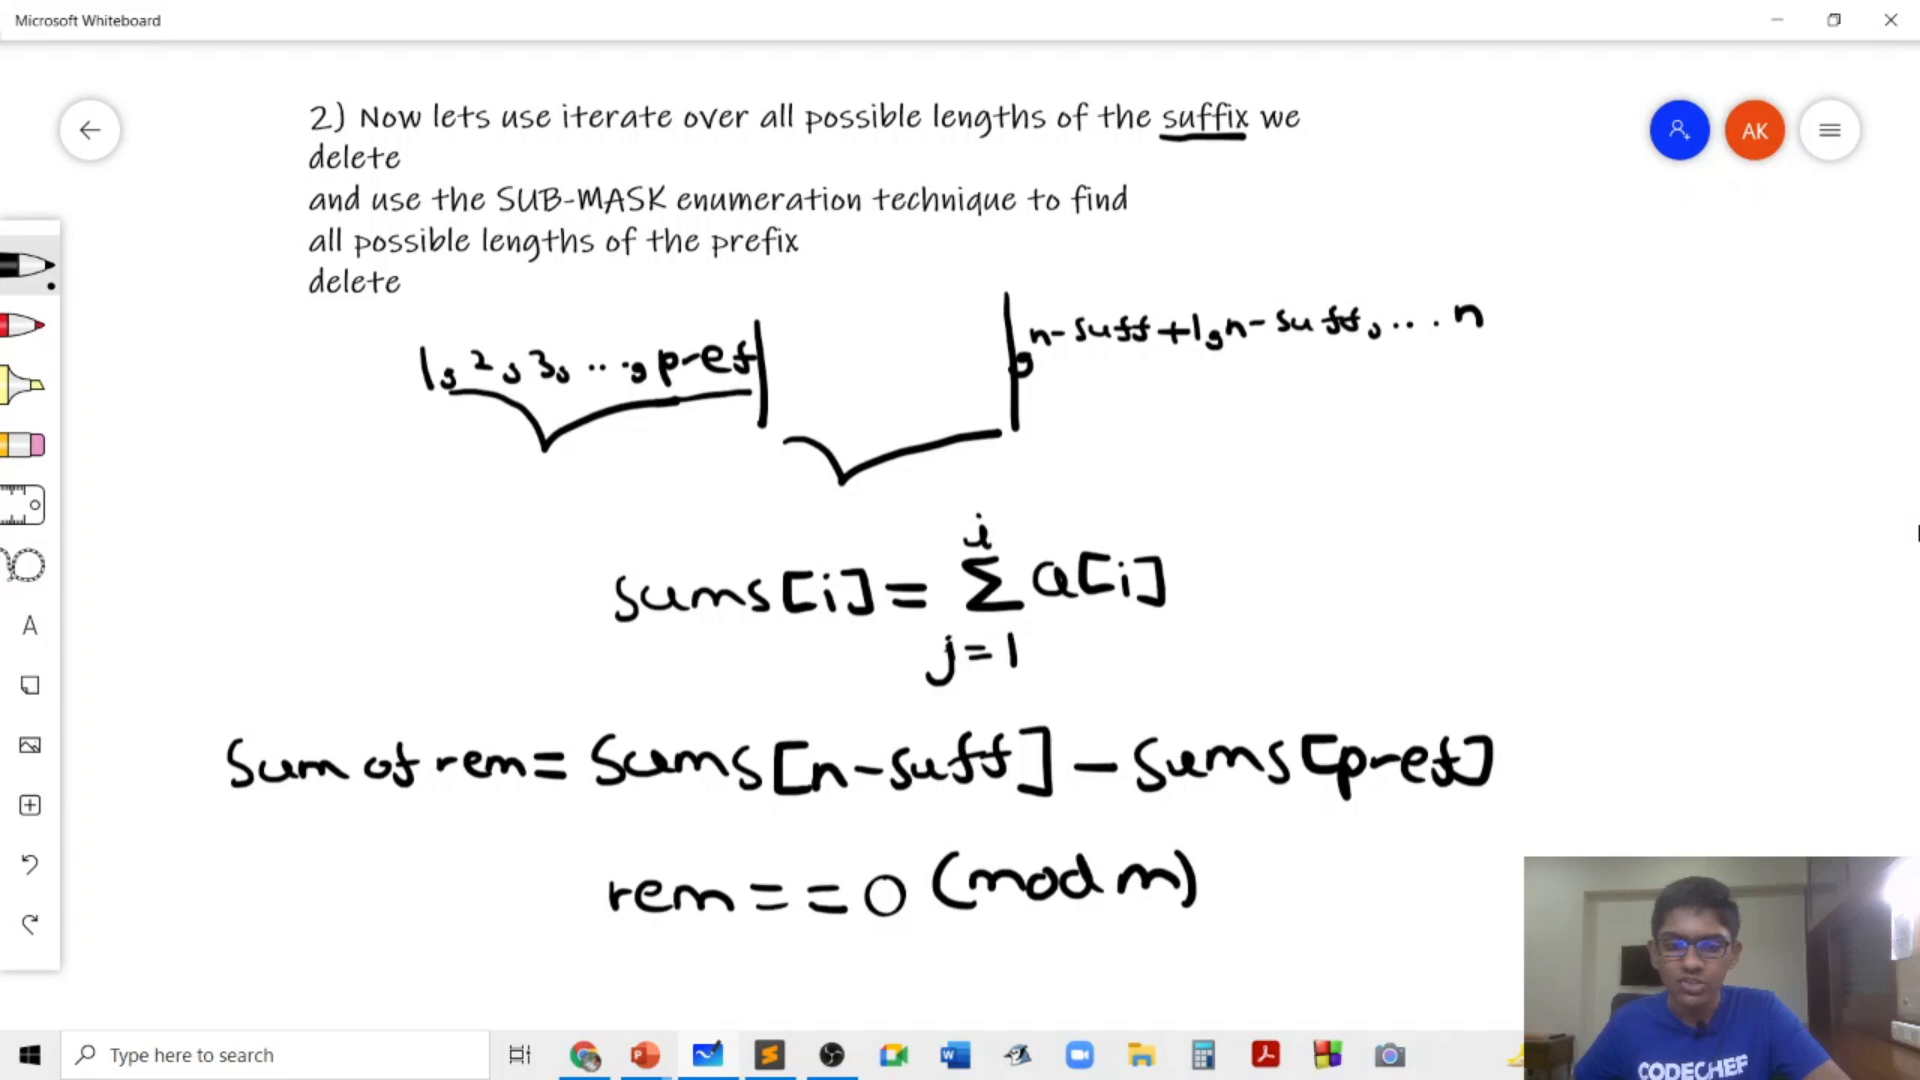 Microsoft Whiteboard
2) Now lets use iterate over all possible lengths of the suffix we
delete
and use the SUB-MASK enumeration technique to find
all possible lengths of the prefix
delete
AK
1, 2, 3, ..., pref
, n-suff+1, n-suff, ... n
sums[i] = i Σ j=1 a[i]
Sum of rem = Sums[n-suff] - Sums[pref]
rem == 0 (mod m)
A
Type here to search
CODECHEF